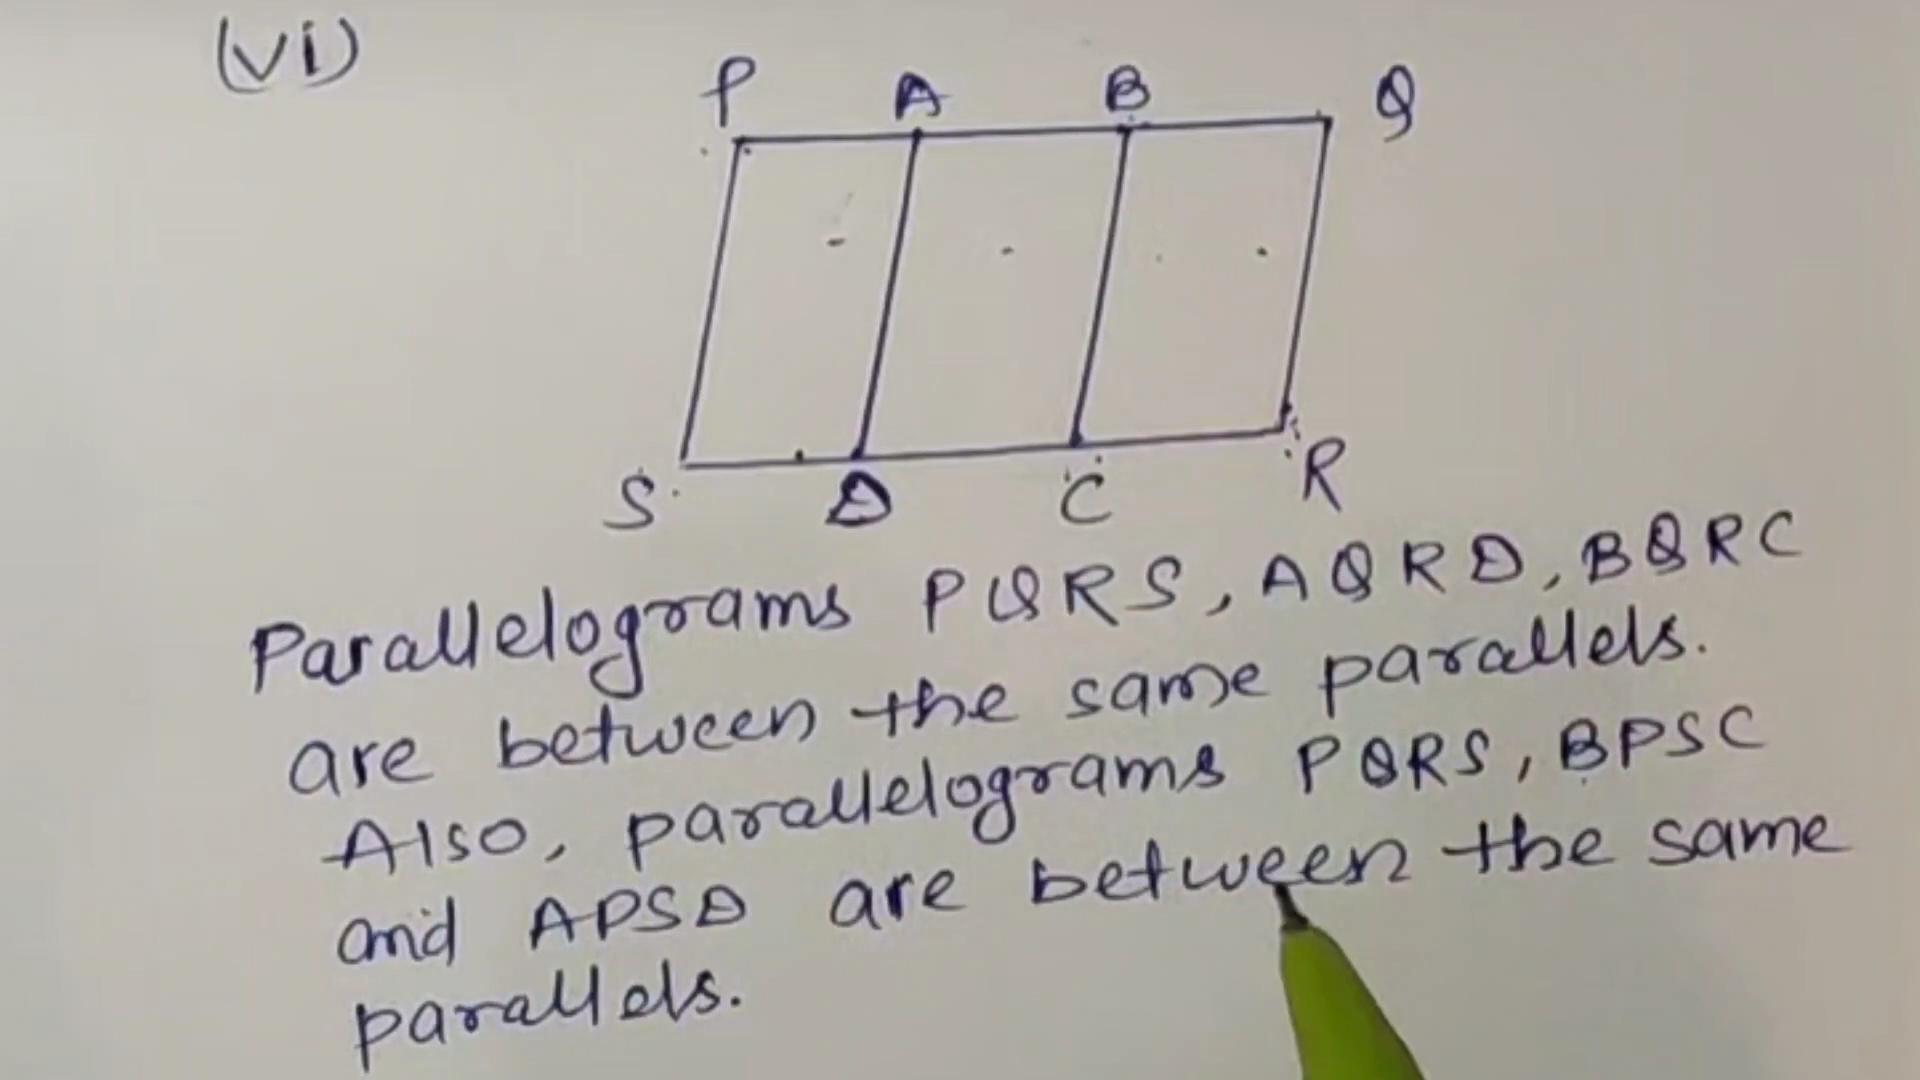 (vi)
P A B Q
S D C R
Parallelograms PQRS, AQRD, BQRC
are between the same parallels.
Also, parallelograms PQRS, BPSC
and APSD are between the same
parallels.